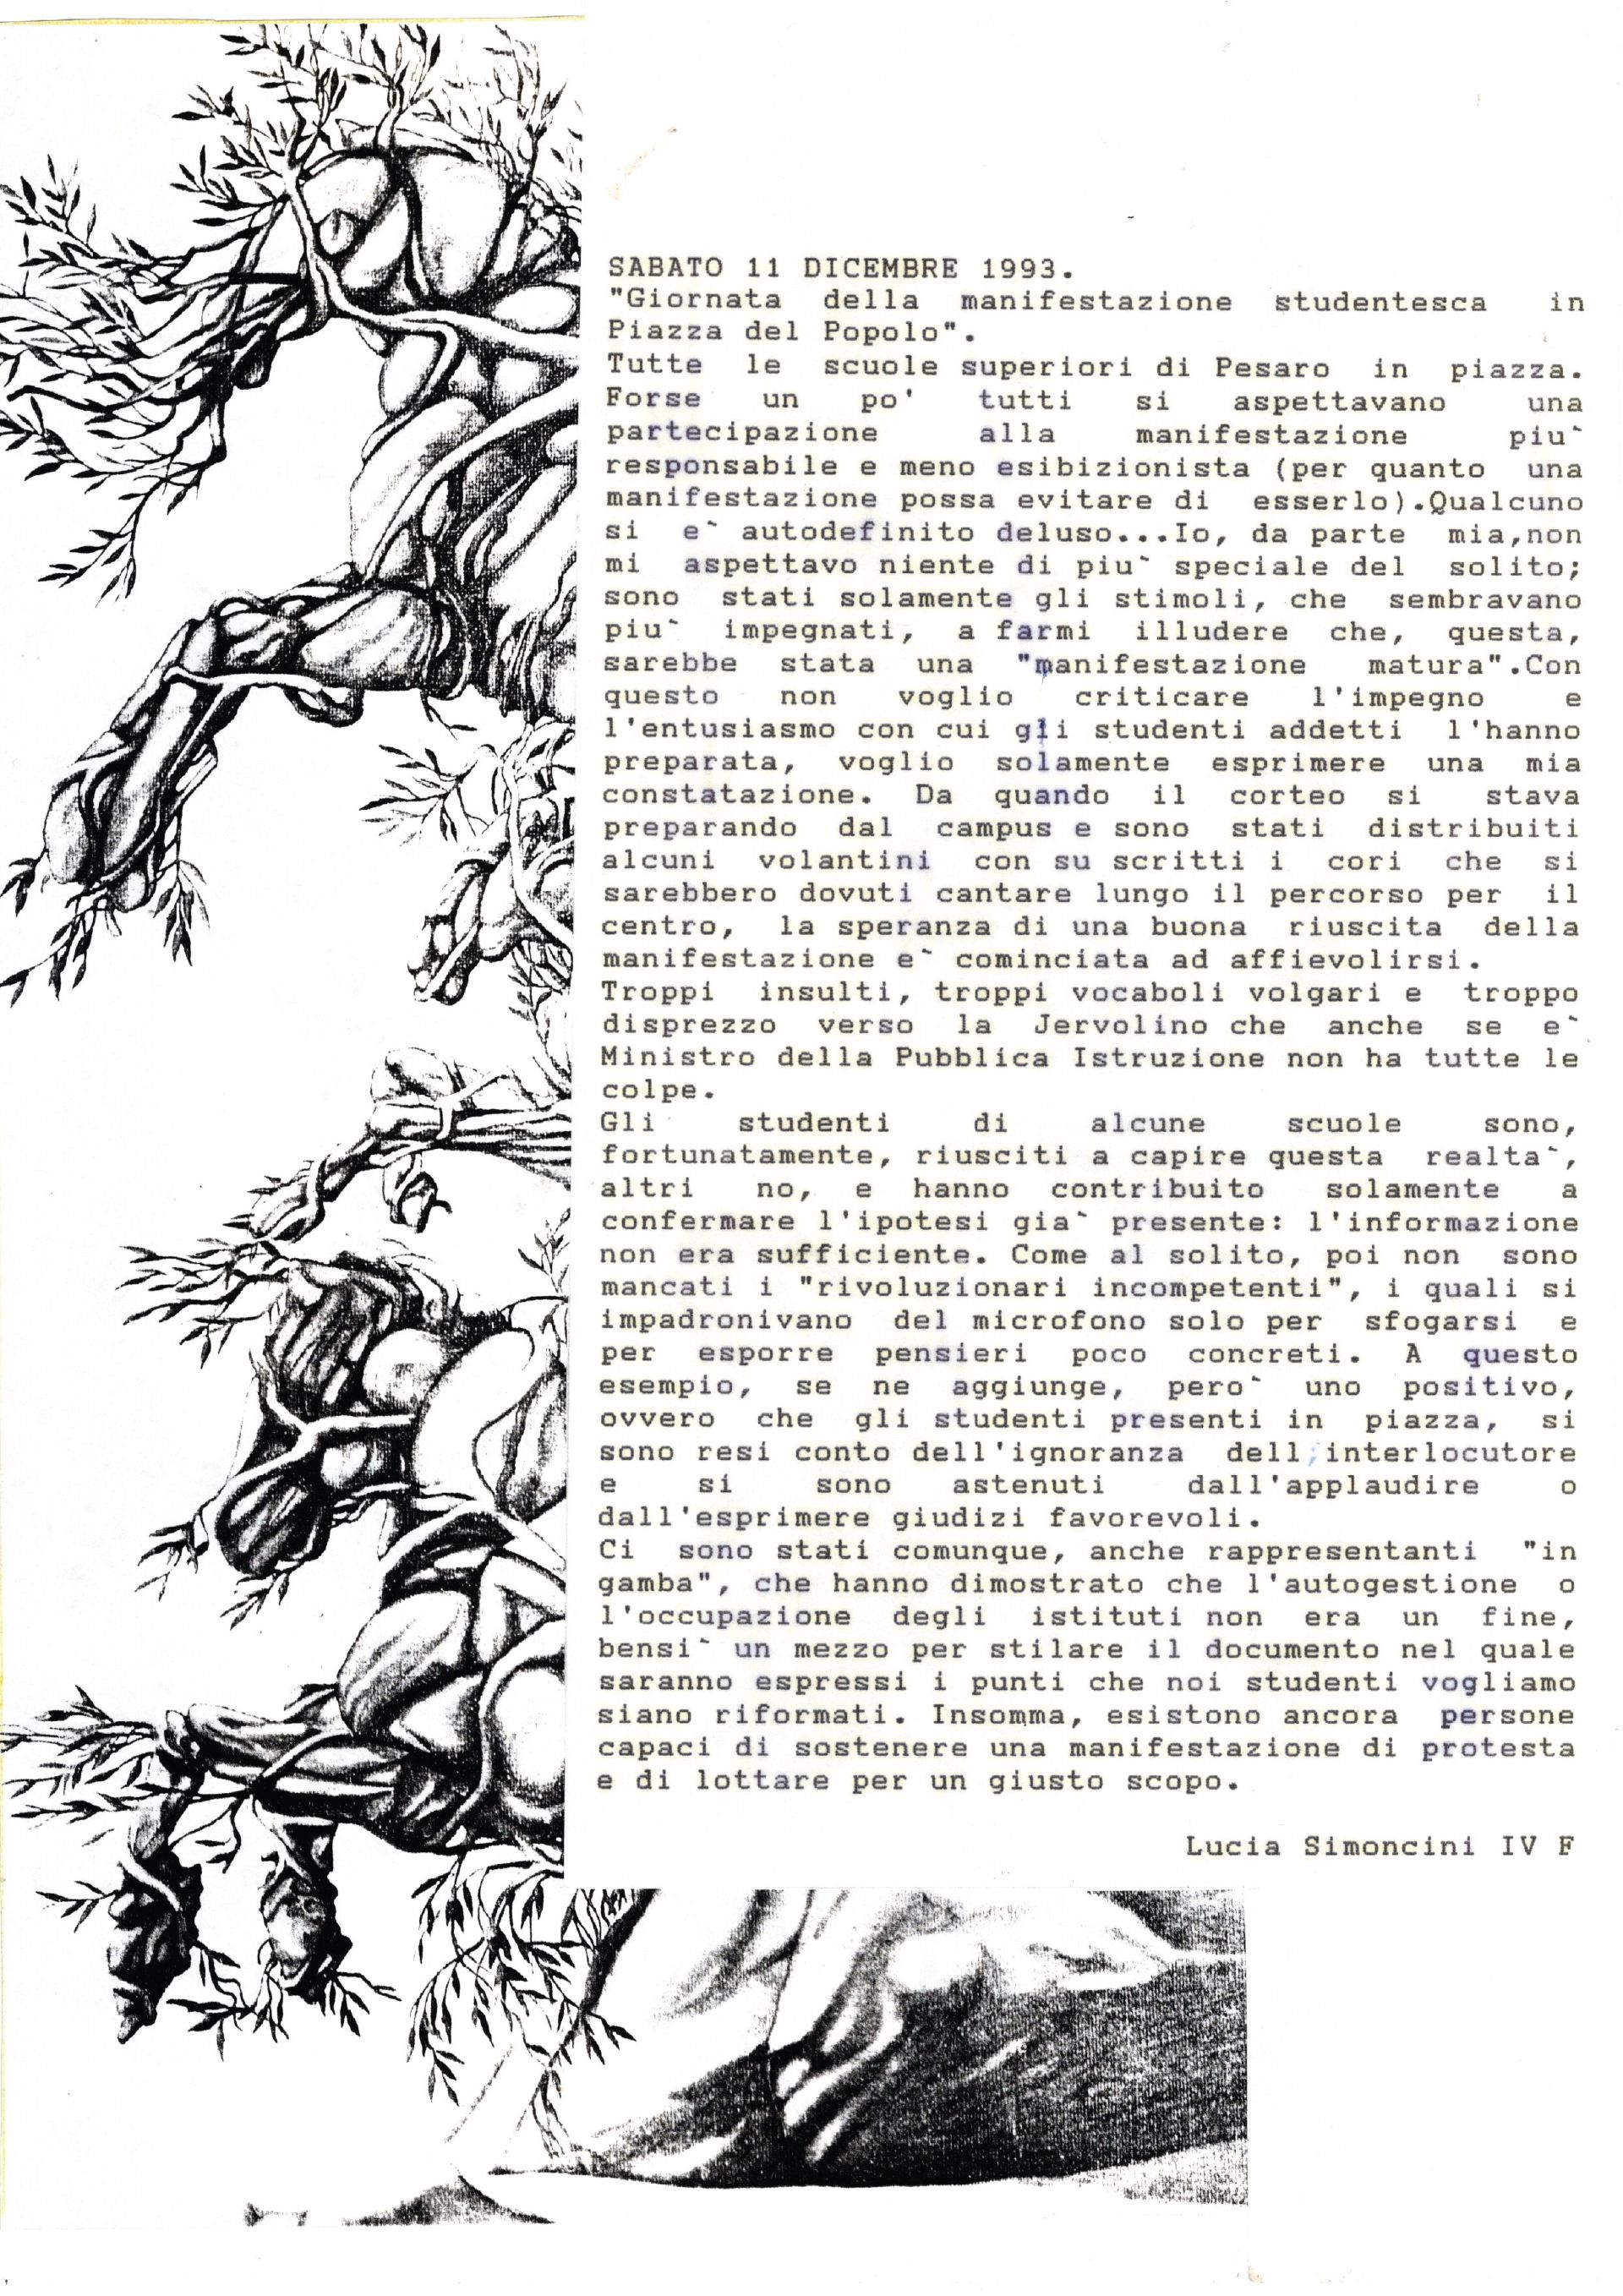 SABATO 11 DICEMBRE 1993.
"Giornata della manifestazione studentesca in
Piazza del Popolo".
Tutte le scuole superiori di Pesaro in piazza.
Forse un po' tutti si aspettavano una
partecipazione alla manifestazione piu`
responsabile e meno esibizionista (per quanto una
manifestazione possa evitare di esserlo).Qualcuno
si e` autodefinito deluso...Io, da parte mia,non
mi aspettavo niente di piu` speciale del solito;
sono stati solamente gli stimoli, che sembravano
piu` impegnati, a farmi illudere che, questa,
sarebbe stata una "manifestazione matura".Con
questo non voglio criticare l'impegno e
l'entusiasmo con cui gli studenti addetti l'hanno
preparata, voglio solamente esprimere una mia
constatazione. Da quando il corteo si stava
preparando dal campus e sono stati distribuiti
alcuni volantini con su scritti i cori che si
sarebbero dovuti cantare lungo il percorso per il
centro, la speranza di una buona riuscita della
manifestazione e` cominciata ad affievolirsi.
Troppi insulti, troppi vocaboli volgari e troppo
disprezzo verso la Jervolino che anche se e`
Ministro della Pubblica Istruzione non ha tutte le
colpe.
Gli studenti di alcune scuole sono,
fortunatamente, riusciti a capire questa realta`,
altri no, e hanno contribuito solamente a
confermare l'ipotesi gia` presente: l'informazione
non era sufficiente. Come al solito, poi non sono
mancati i "rivoluzionari incompetenti", i quali si
impadronivano del microfono solo per sfogarsi e
per esporre pensieri poco concreti. A questo
esempio, se ne aggiunge, pero` uno positivo,
ovvero che gli studenti presenti in piazza, si
sono resi conto dell'ignoranza dell'interlocutore
e si sono astenuti dall'applaudire o
dall'esprimere giudizi favorevoli.
Ci sono stati comunque, anche rappresentanti "in
gamba", che hanno dimostrato che l'autogestione o
l'occupazione degli istituti non era un fine,
bensi` un mezzo per stilare il documento nel quale
saranno espressi i punti che noi studenti vogliamo
siano riformati. Insomma, esistono ancora persone
capaci di sostenere una manifestazione di protesta
e di lottare per un giusto scopo.
Lucia Simoncini IV F